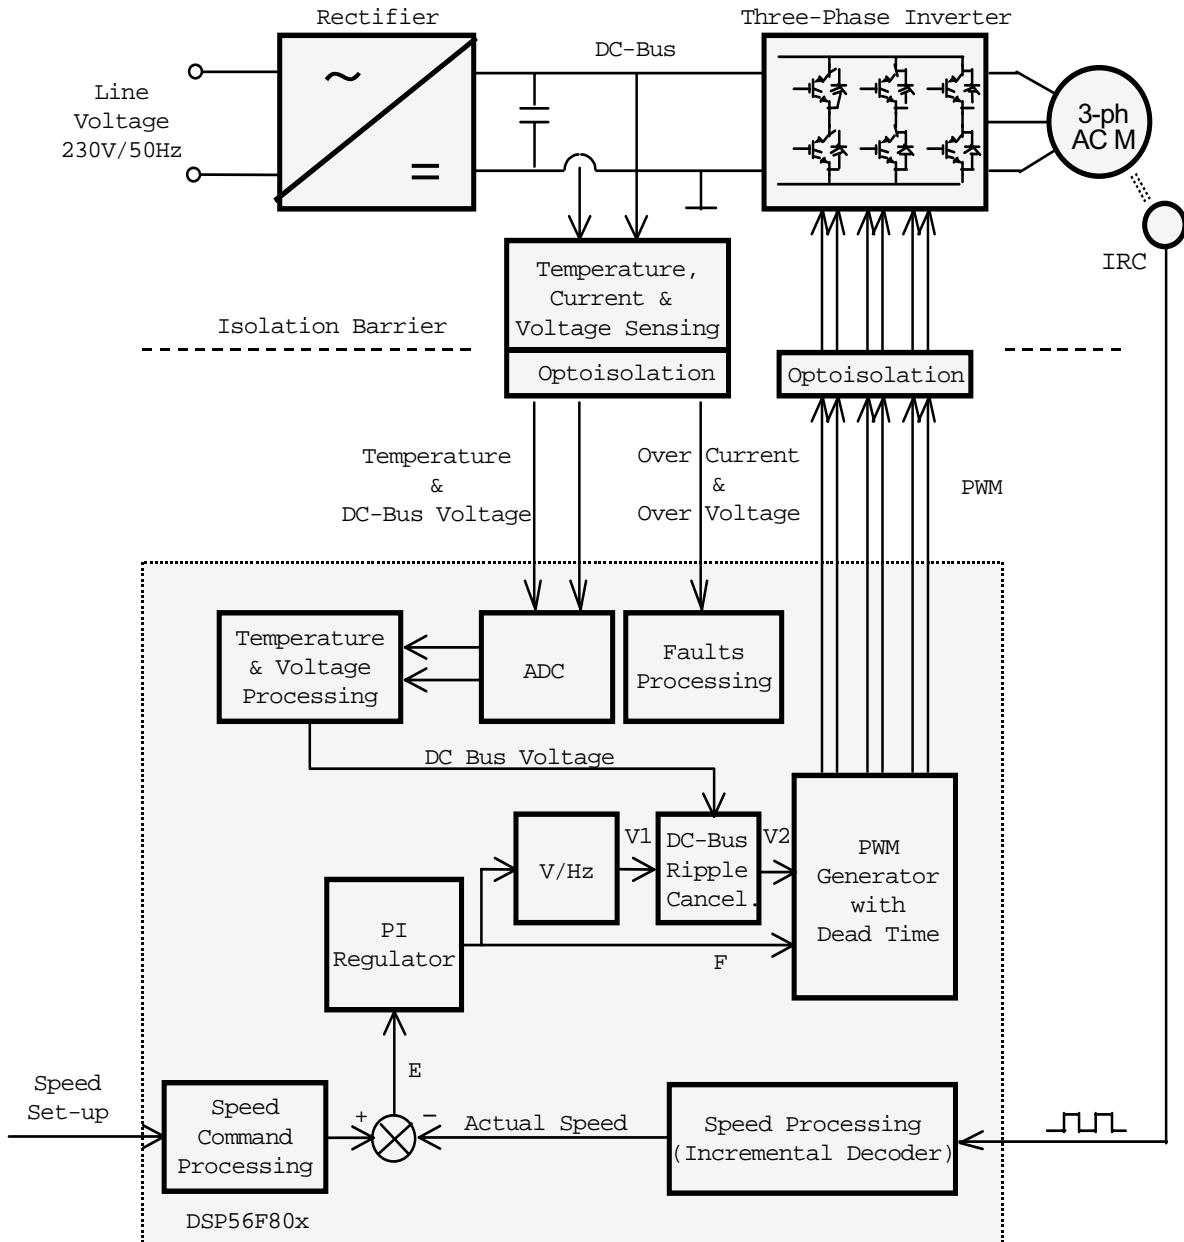 Rectifier
Three-Phase Inverter
DC-Bus
Line
Voltage
230V/50Hz
~
=
3-ph
AC M
IRC
Temperature,
Current &
Voltage Sensing
Isolation Barrier
Optoisolation
Optoisolation
Temperature
&
DC-Bus Voltage
Over Current
&
Over Voltage
PWM
Temperature
& Voltage
Processing
ADC
Faults
Processing
DC Bus Voltage
V/Hz
V1
DC-Bus
Ripple
Cancel.
V2
PWM
Generator
with
Dead Time
PI
Regulator
F
E
Speed
Set-up
Speed
Command
Processing
+
−
Actual Speed
Speed Processing
(Incremental Decoder)
DSP56F80x